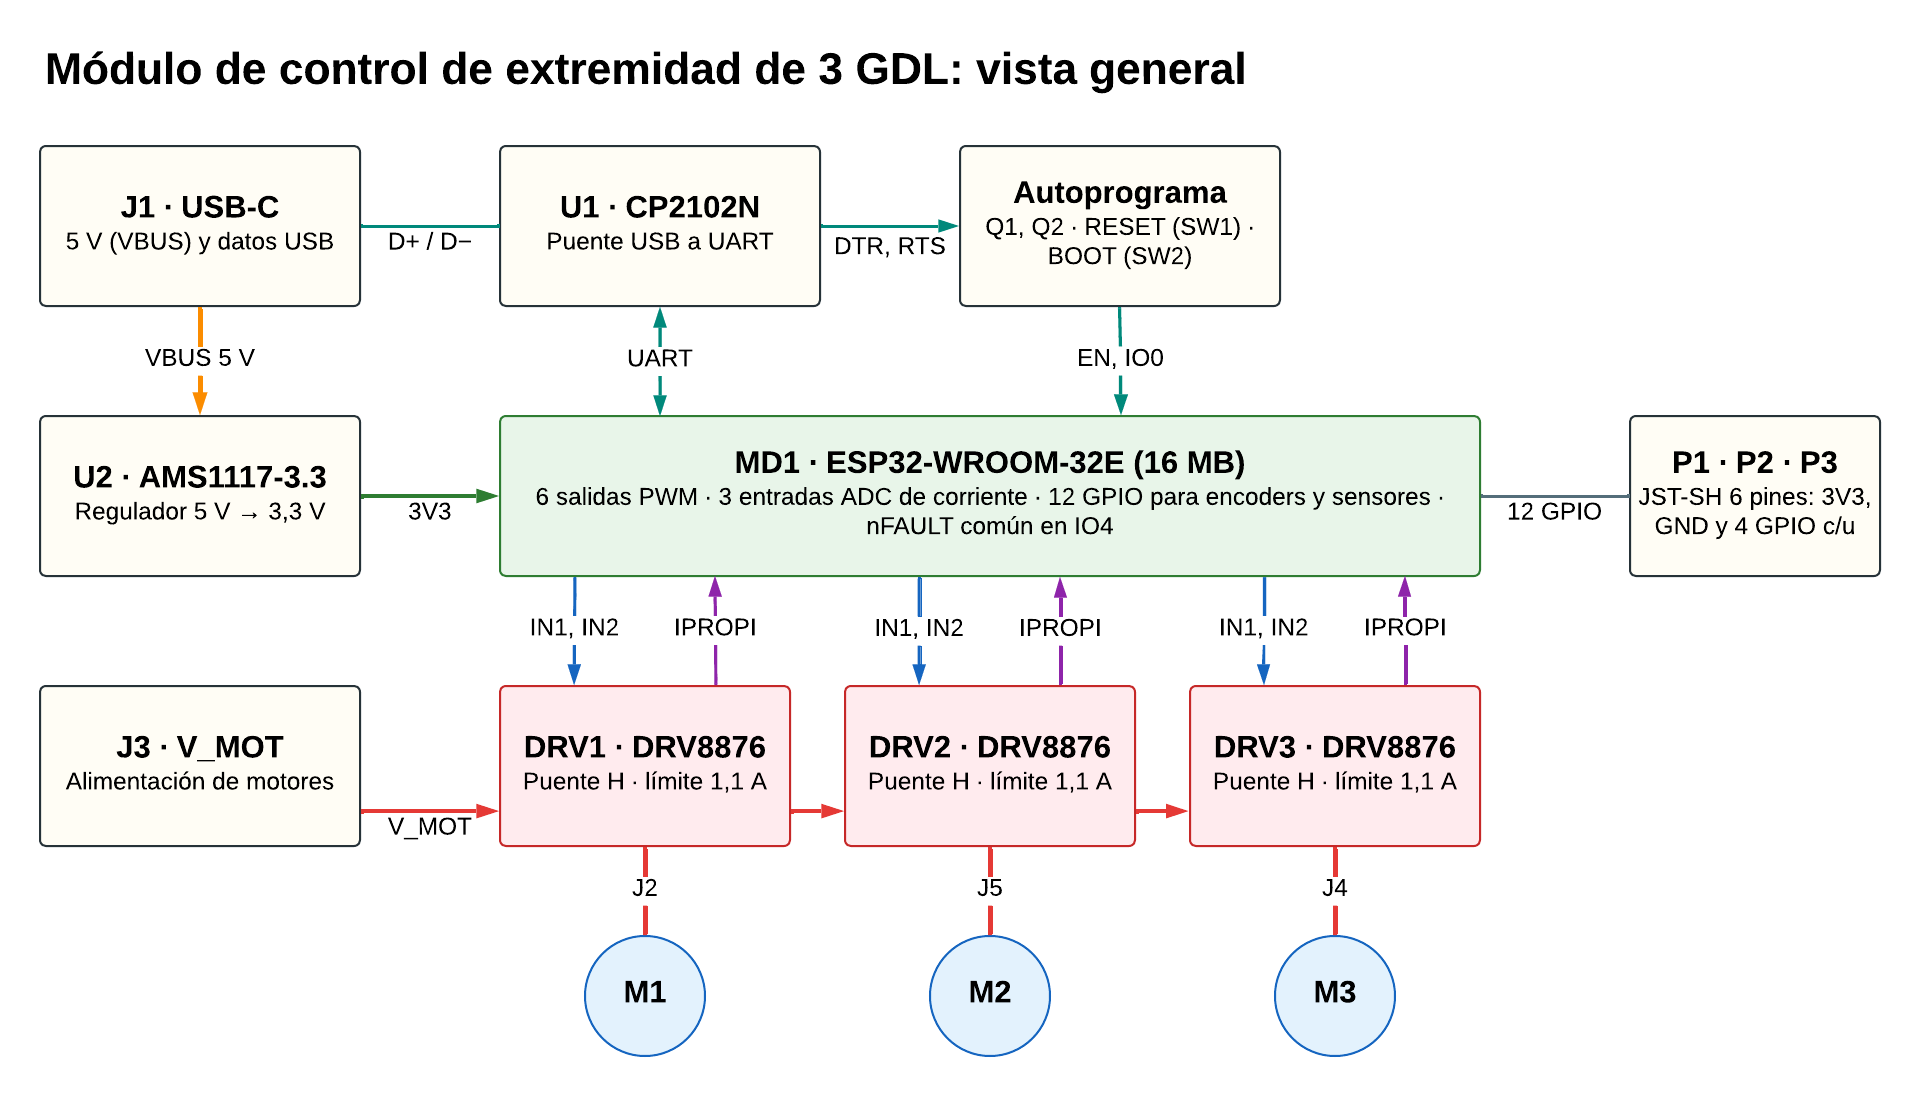 Módulo de control de extremidad de 3 GDL: vista general
J1 · USB-C
5 V (VBUS) y datos USB
D+ / D−
U1 · CP2102N
Puente USB a UART
DTR, RTS
Autoprograma
Q1, Q2 · RESET (SW1) ·
BOOT (SW2)
VBUS 5 V
UART
EN, IO0
U2 · AMS1117-3.3
Regulador 5 V → 3,3 V
3V3
MD1 · ESP32-WROOM-32E (16 MB)
6 salidas PWM · 3 entradas ADC de corriente · 12 GPIO para encoders y sensores ·
nFAULT común en IO4
12 GPIO
P1 · P2 · P3
JST-SH 6 pines: 3V3,
GND y 4 GPIO c/u
IN1, IN2
IPROPI
IN1, IN2
IPROPI
IN1, IN2
IPROPI
J3 · V_MOT
Alimentación de motores
V_MOT
DRV1 · DRV8876
Puente H · límite 1,1 A
DRV2 · DRV8876
Puente H · límite 1,1 A
DRV3 · DRV8876
Puente H · límite 1,1 A
J2
J5
J4
M1
M2
M3